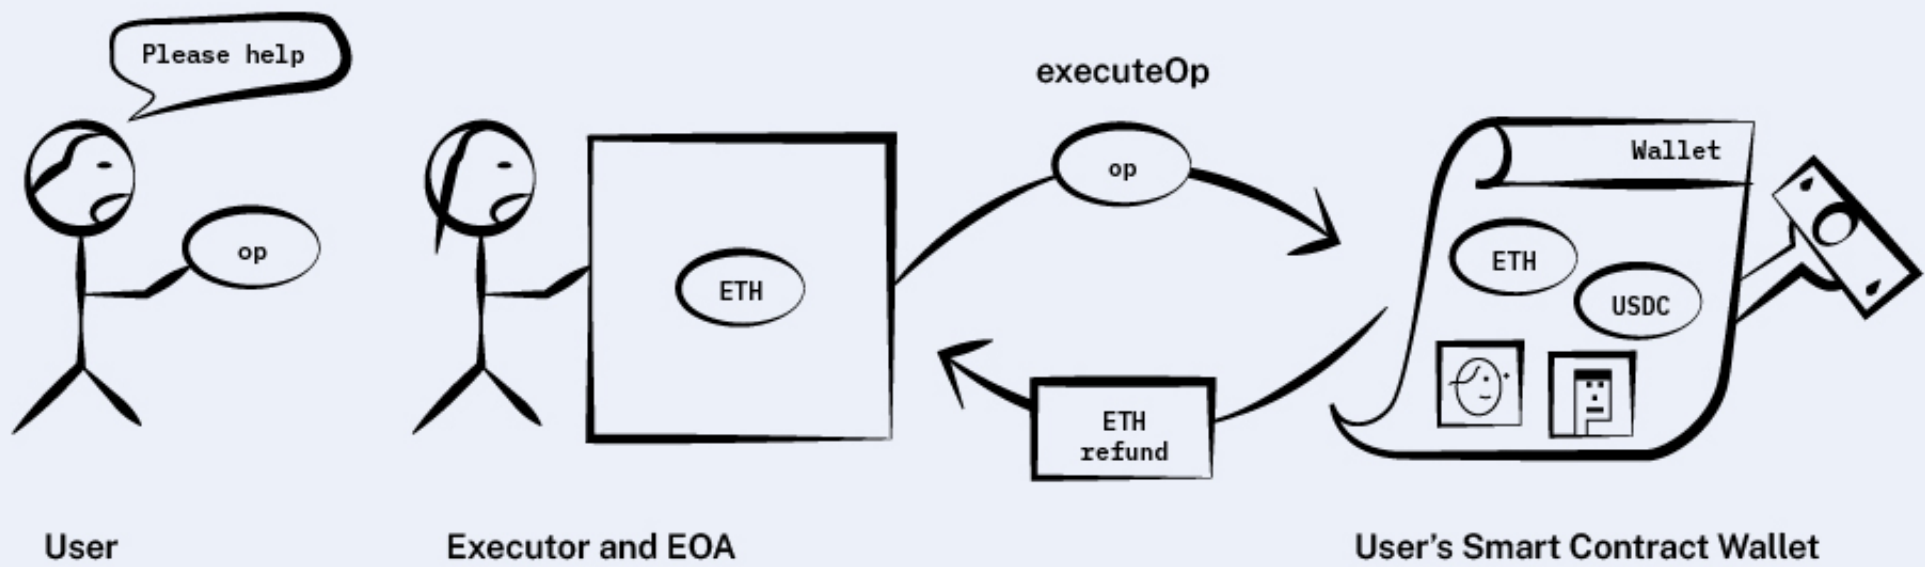 Please help
executeOp
op
Wallet
op
ETH
ETH
USDC
ETH
refund
User
Executor and EOA
User’s Smart Contract Wallet